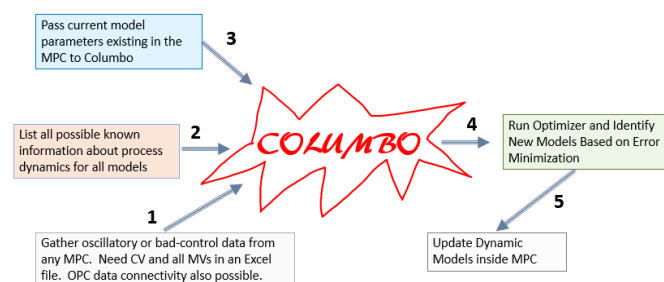 Pass current model
parameters existing in the
MPC to Columbo
3
List all possible known
information about process
dynamics for all models
2
COLUMBO
4
Run Optimizer and Identify
New Models Based on Error
Minimization
1
5
Gather oscillatory or bad-control data from
any MPC.  Need CV and all MVs in an Excel
file.  OPC data connectivity also possible.
Update Dynamic
Models inside MPC